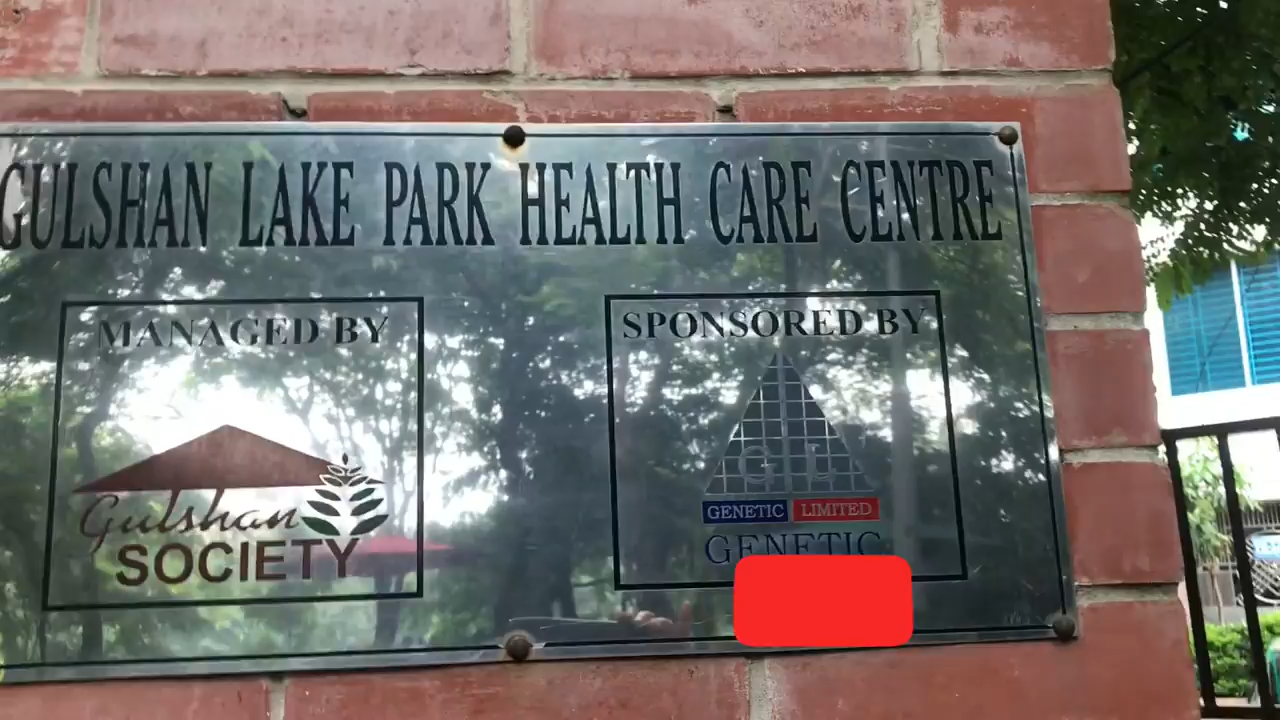 GULSHAN LAKE PARK HEALTH CARE CENTRE
MANAGED BY
Gulshan
SOCIETY
SPONSORED BY
GL
GENETIC LIMITED
GENETIC